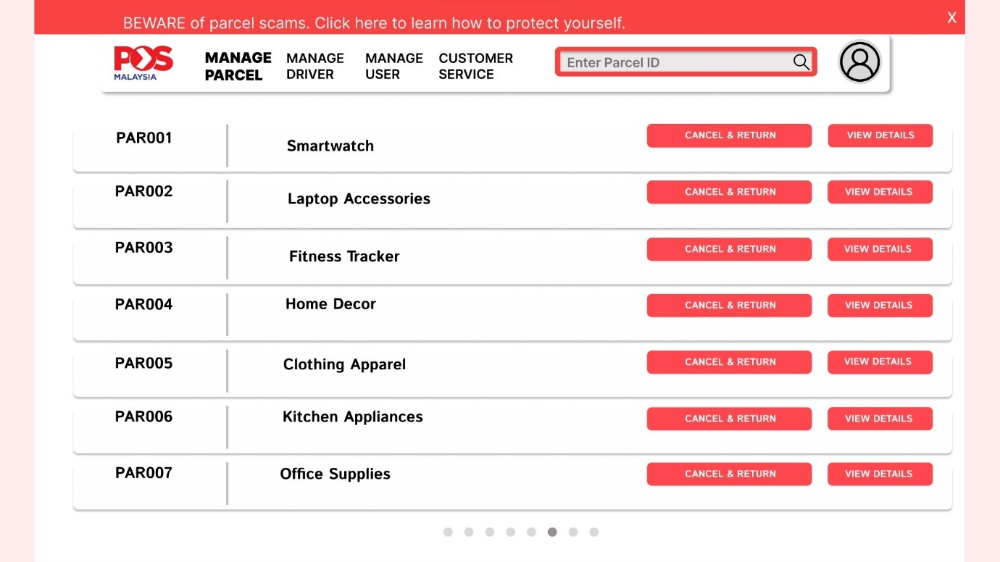 BEWARE of parcel scams. Click here to learn how to protect yourself.
X
POS
MALAYSIA
MANAGE
PARCEL
MANAGE
DRIVER
MANAGE
USER
CUSTOMER
SERVICE
Enter Parcel ID
PAR001
Smartwatch
CANCEL & RETURN
VIEW DETAILS
PAR002
Laptop Accessories
CANCEL & RETURN
VIEW DETAILS
PAR003
Fitness Tracker
CANCEL & RETURN
VIEW DETAILS
PAR004
Home Decor
CANCEL & RETURN
VIEW DETAILS
PAR005
Clothing Apparel
CANCEL & RETURN
VIEW DETAILS
PAR006
Kitchen Appliances
CANCEL & RETURN
VIEW DETAILS
PAR007
Office Supplies
CANCEL & RETURN
VIEW DETAILS